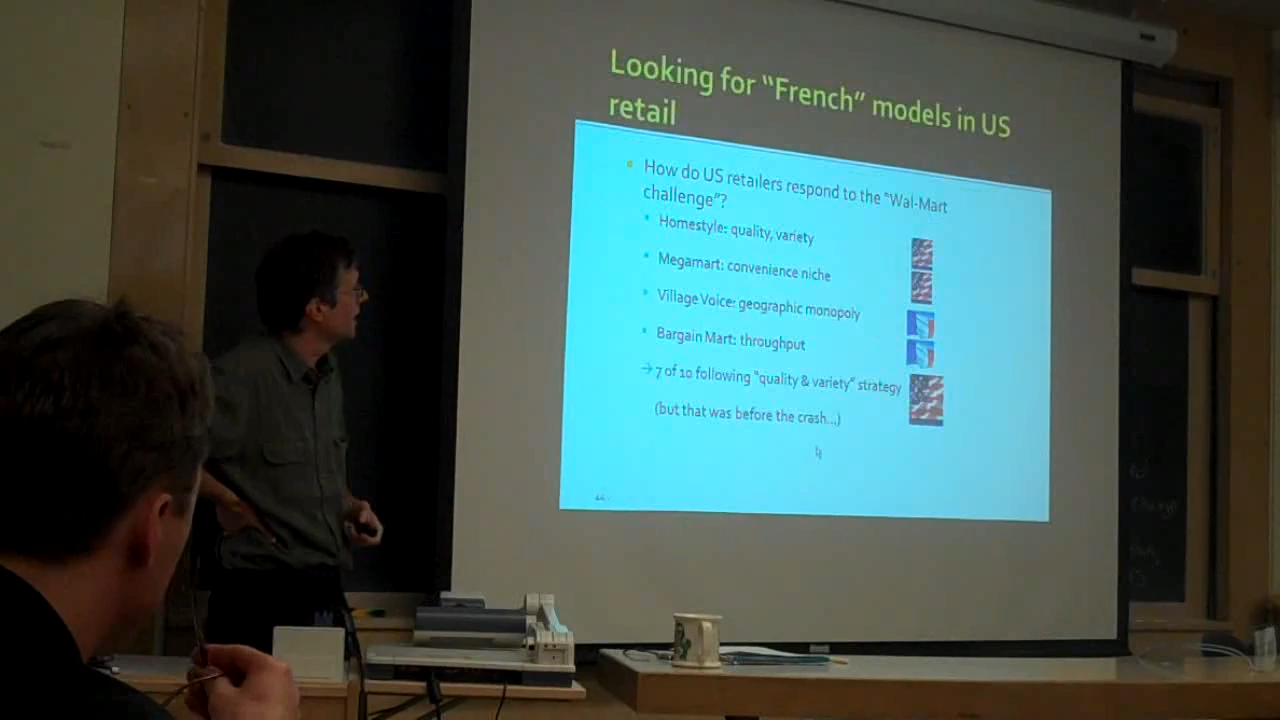 Looking for “French” models in US
retail
How do US retailers respond to the “Wal-Mart
challenge”?
Homestyle: quality, variety
Megamart: convenience niche
Village Voice: geographic monopoly
Bargain Mart: throughput
→ 7 of 10 following “quality & variety” strategy
(but that was before the crash...)